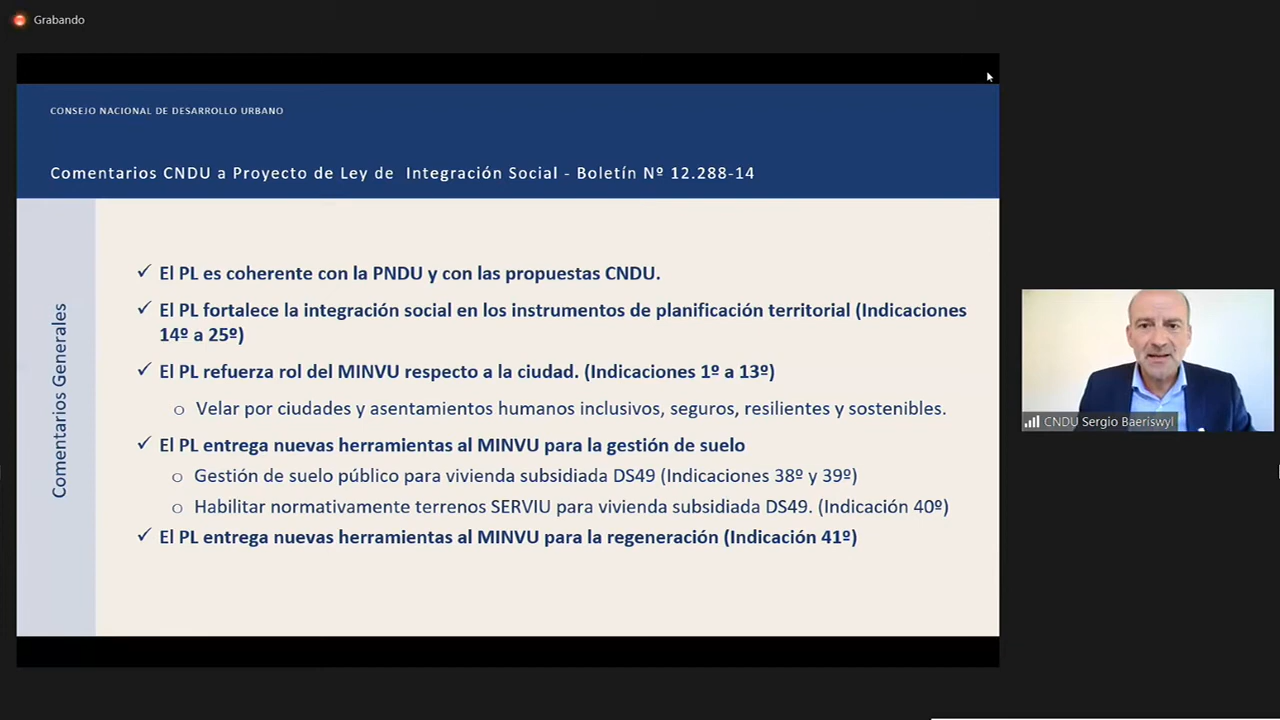 Grabando
CONSEJO NACIONAL DE DESARROLLO URBANO
Comentarios CNDU a Proyecto de Ley de Integración Social - Boletín Nº 12.288-14
Comentarios Generales
✓ El PL es coherente con la PNDU y con las propuestas CNDU.
✓ El PL fortalece la integración social en los instrumentos de planificación territorial (Indicaciones
14º a 25º)
✓ El PL refuerza rol del MINVU respecto a la ciudad. (Indicaciones 1º a 13º)
o Velar por ciudades y asentamientos humanos inclusivos, seguros, resilientes y sostenibles.
✓ El PL entrega nuevas herramientas al MINVU para la gestión de suelo
o Gestión de suelo público para vivienda subsidiada DS49 (Indicaciones 38º y 39º)
o Habilitar normativamente terrenos SERVIU para vivienda subsidiada DS49. (Indicación 40º)
✓ El PL entrega nuevas herramientas al MINVU para la regeneración (Indicación 41º)
CNDU Sergio Baeriswyl